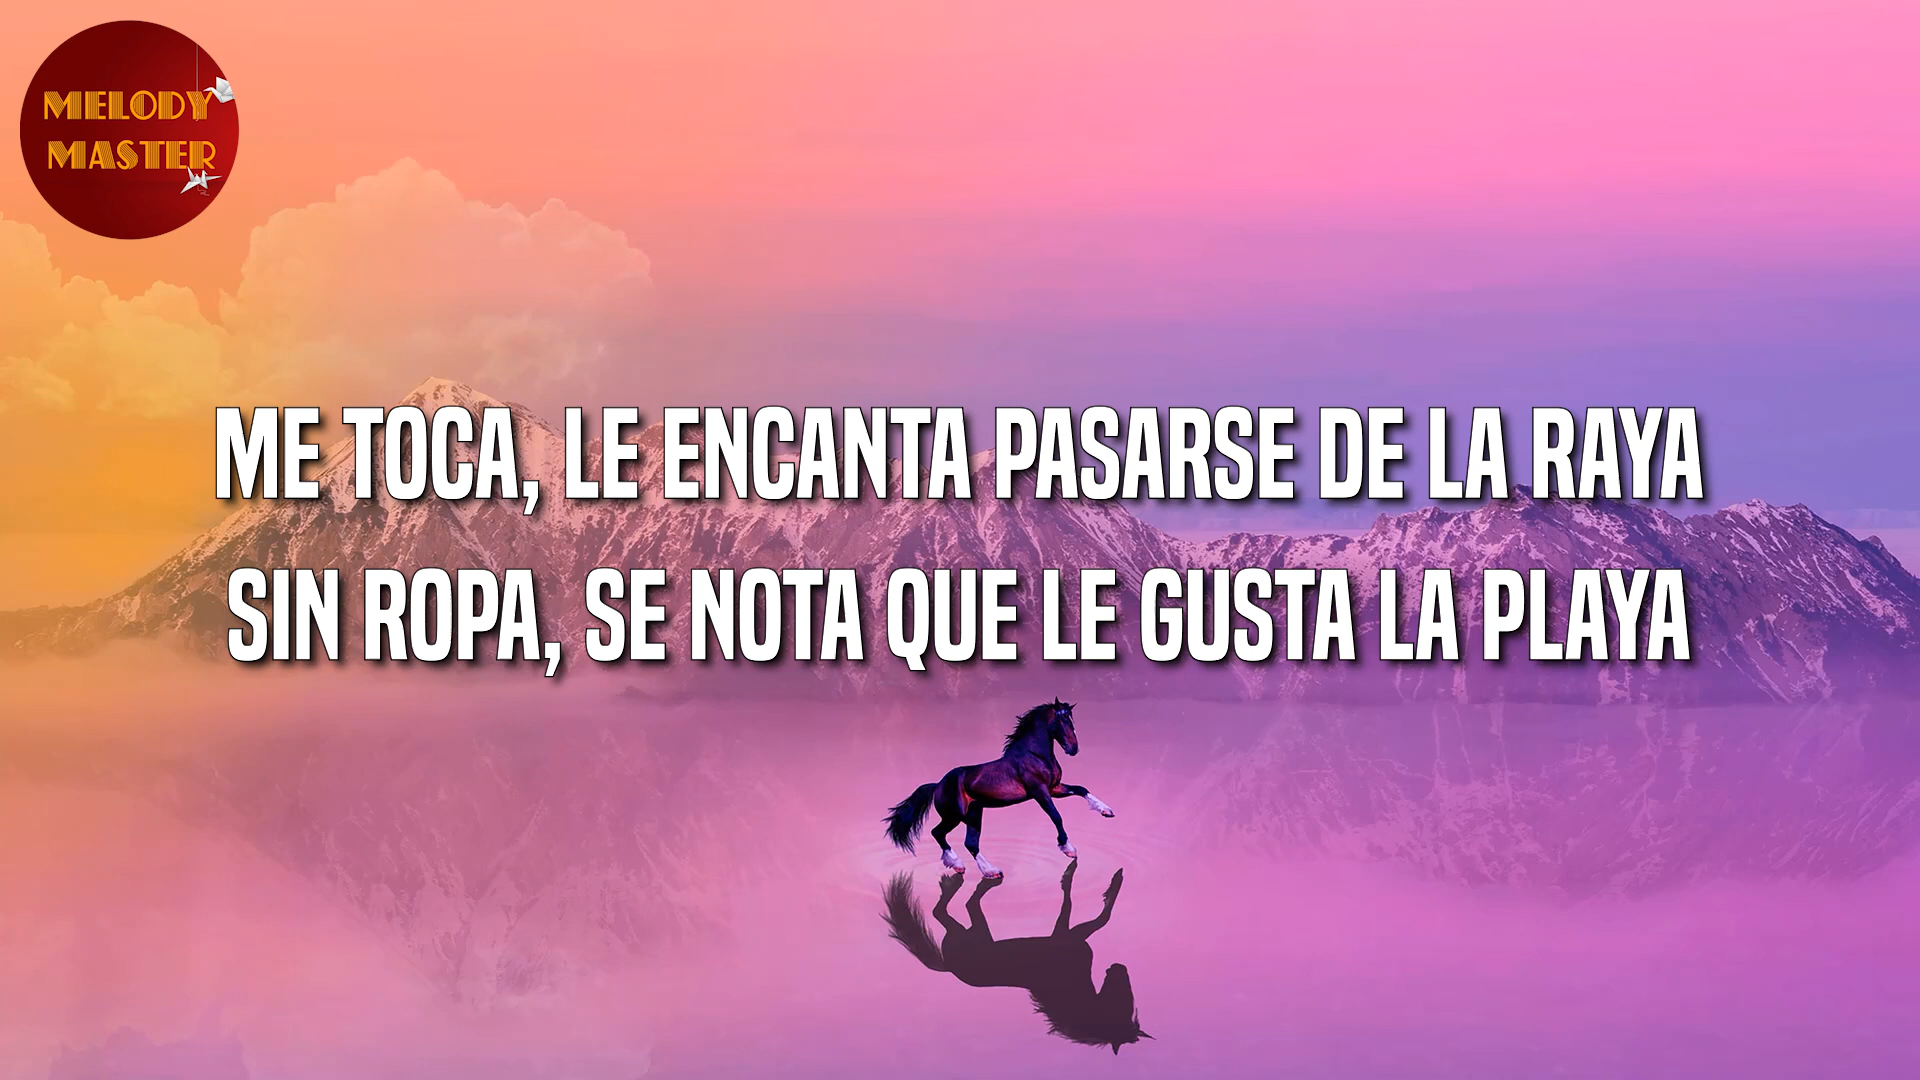 MELODY
MASTER
ME TOCA, LE ENCANTA PASARSE DE LA RAYA
SIN ROPA, SE NOTA QUE LE GUSTA LA PLAYA